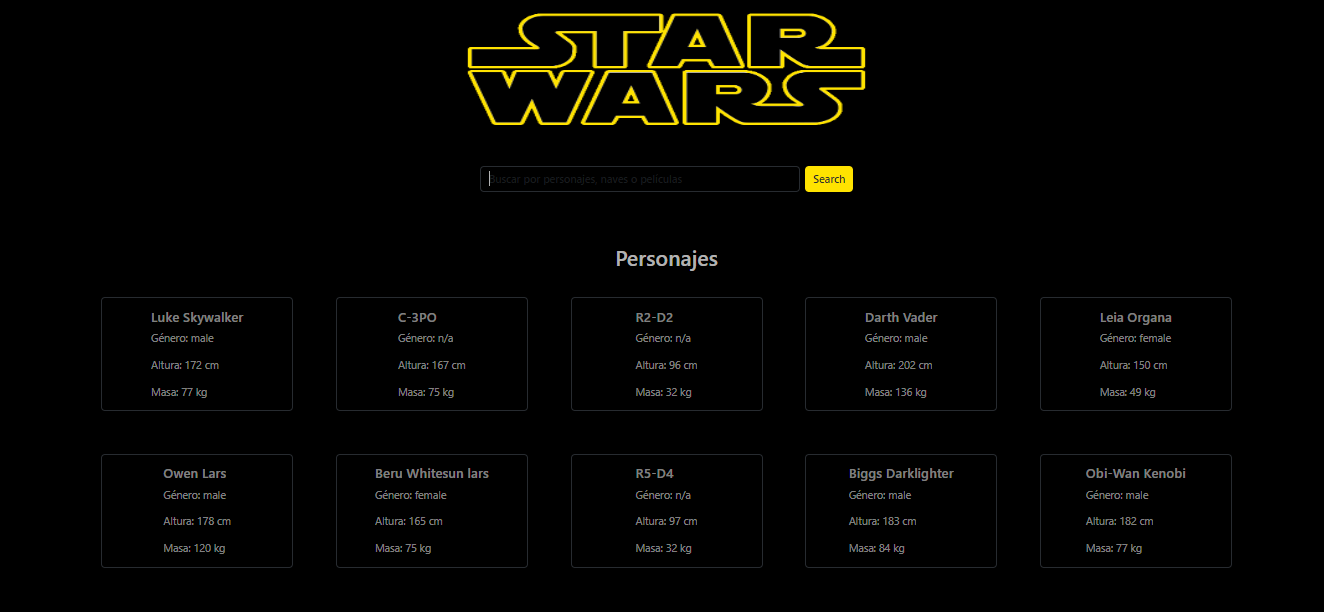 STAR
WARS
Buscar por personajes, naves o películas
Search
Personajes
Luke Skywalker
Género: male
Altura: 172 cm
Masa: 77 kg
C-3PO
Género: n/a
Altura: 167 cm
Masa: 75 kg
R2-D2
Género: n/a
Altura: 96 cm
Masa: 32 kg
Darth Vader
Género: male
Altura: 202 cm
Masa: 136 kg
Leia Organa
Género: female
Altura: 150 cm
Masa: 49 kg
Owen Lars
Género: male
Altura: 178 cm
Masa: 120 kg
Beru Whitesun lars
Género: female
Altura: 165 cm
Masa: 75 kg
R5-D4
Género: n/a
Altura: 97 cm
Masa: 32 kg
Biggs Darklighter
Género: male
Altura: 183 cm
Masa: 84 kg
Obi-Wan Kenobi
Género: male
Altura: 182 cm
Masa: 77 kg